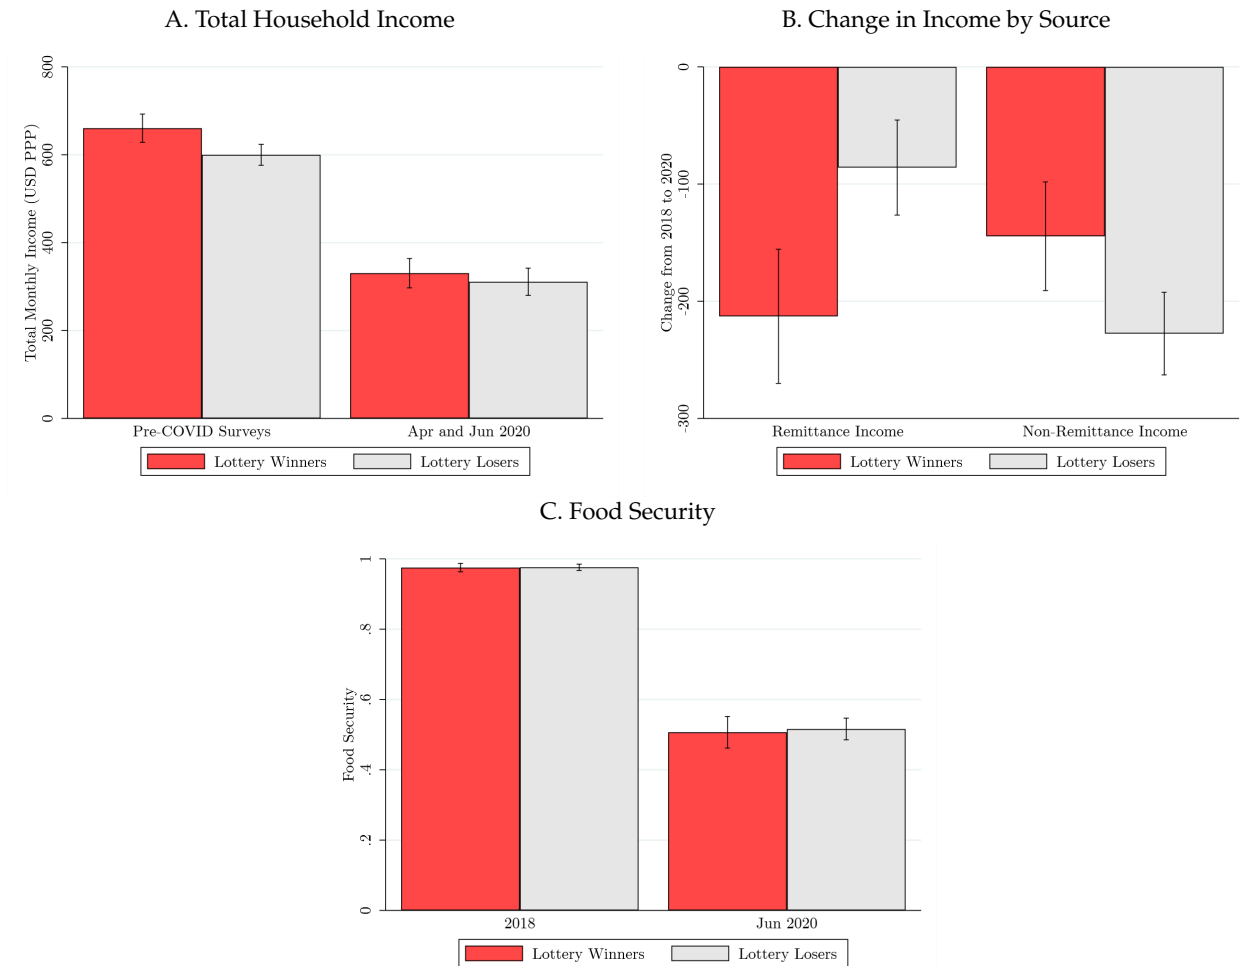 A. Total Household Income
Total Monthly Income (USD PPP)
800
600
400
200
0
Pre-COVID Surveys Apr and Jun 2020
Lottery Winners Lottery Losers
B. Change in Income by Source
Change from 2018 to 2020
0
-100
-200
-300
Remittance Income Non-Remittance Income
Lottery Winners Lottery Losers
C. Food Security
Food Security
1
.8
.6
.4
.2
0
2018 Jun 2020
Lottery Winners Lottery Losers